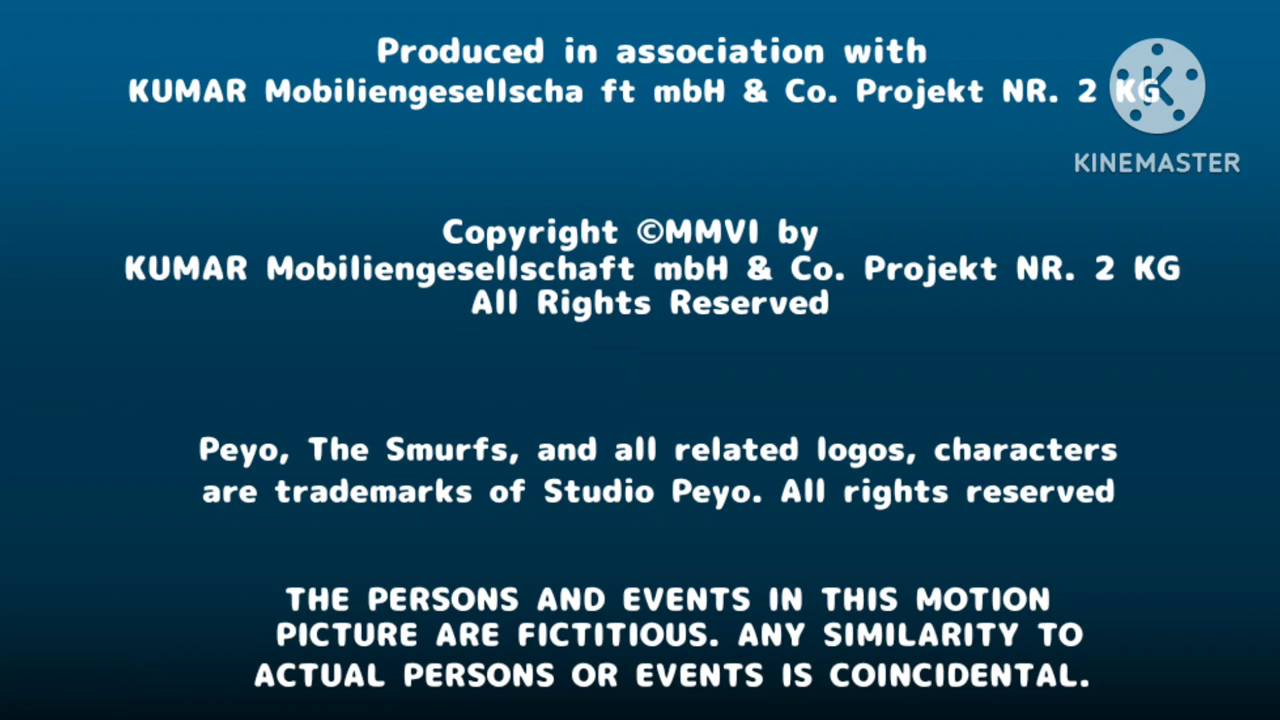 Produced in association with
KUMAR Mobiliengesellscha ft mbH & Co. Projekt NR. 2 KG
KINEMASTER
Copyright ©MMVI by
KUMAR Mobiliengesellschaft mbH & Co. Projekt NR. 2 KG
All Rights Reserved
Peyo, The Smurfs, and all related logos, characters
are trademarks of Studio Peyo. All rights reserved
THE PERSONS AND EVENTS IN THIS MOTION
PICTURE ARE FICTITIOUS. ANY SIMILARITY TO
ACTUAL PERSONS OR EVENTS IS COINCIDENTAL.